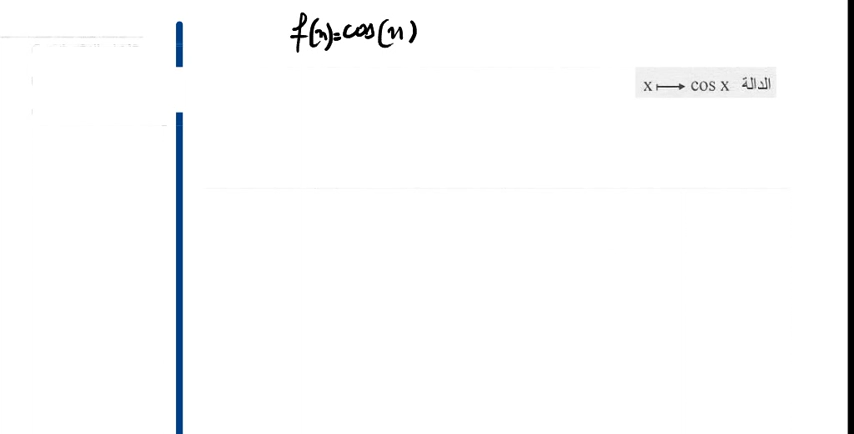 f(x)=cos(x)
الدالة x ⟼ cos x